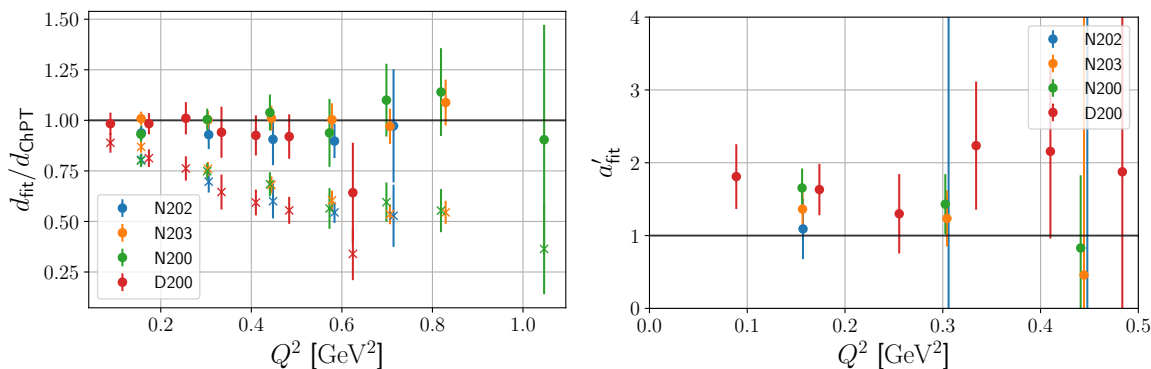 1.50
1.25
1.00
0.75
0.50
0.25
d_fit/d_ChPT
N202
N203
N200
D200
0.2
0.4
0.6
0.8
1.0
Q² [GeV²]
4
3
2
1
0
a′_fit
N202
N203
N200
D200
0.0
0.1
0.2
0.3
0.4
0.5
Q² [GeV²]